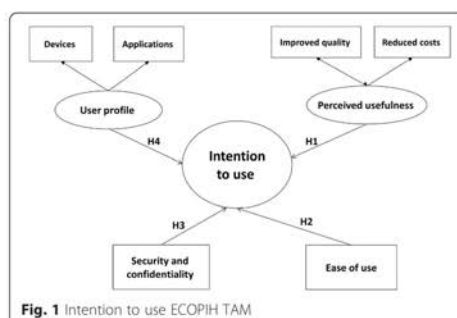 Devices
Applications
Improved quality
Reduced costs
User profile
Perceived usefulness
H4
H1
Intention
to use
H3
H2
Security and
confidentiality
Ease of use
Fig. 1 Intention to use ECOPIH TAM